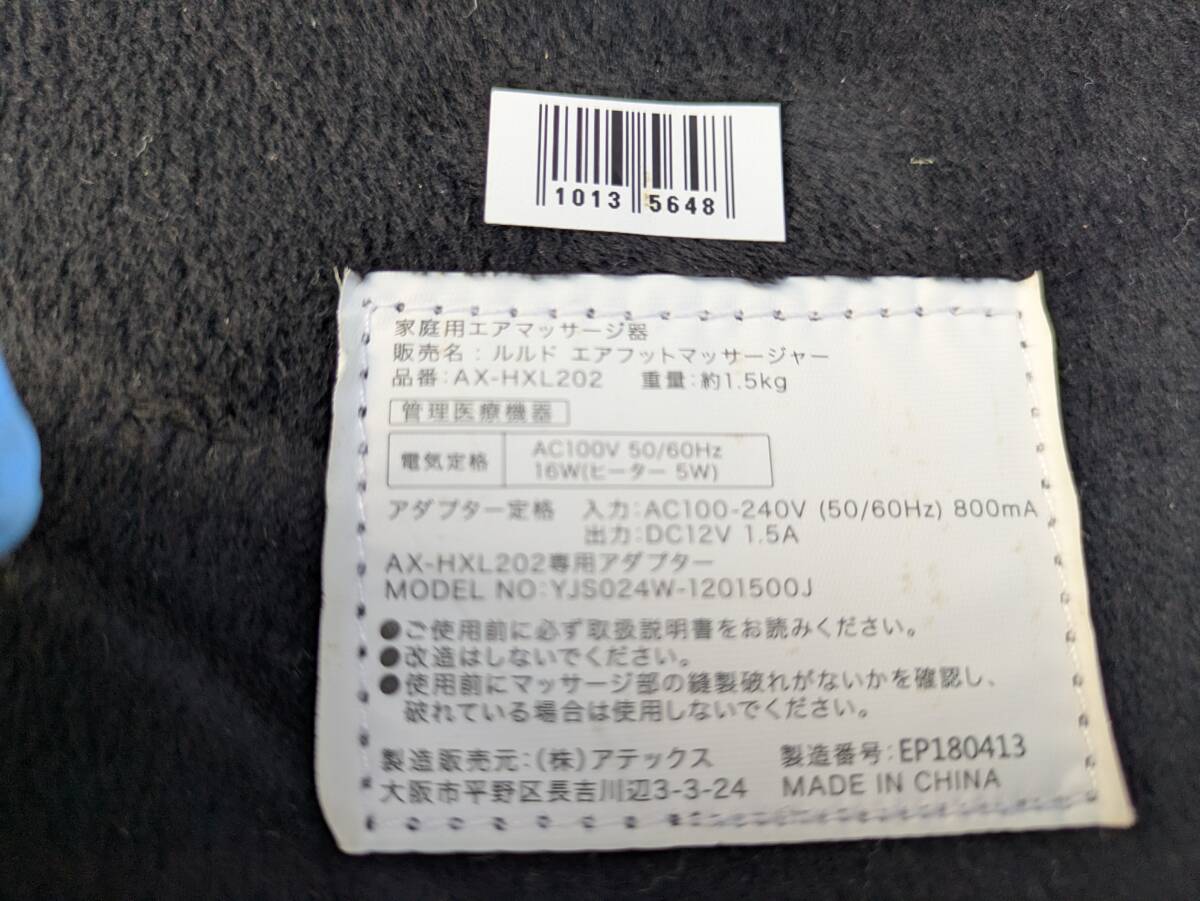 1013 5648
家庭用エアマッサージ器
販売名：ルルド エアフットマッサージャー
品番：AX-HXL202 重量：約1.5kg
管理医療機器
電気定格 AC100V 50/60Hz
16W(ヒーター 5W)
アダプター定格 入力：AC100-240V (50/60Hz) 800mA
出力：DC12V 1.5A
AX-HXL202専用アダプター
MODEL NO：YJS024W-1201500J
●ご使用前に必ず取扱説明書をお読みください。
●改造はしないでください。
●使用前にマッサージ部の縫製破れがないかを確認し、
破れている場合は使用しないでください。
製造販売元：(株)アテックス 製造番号：EP180413
大阪市平野区長吉川辺3-3-24 MADE IN CHINA